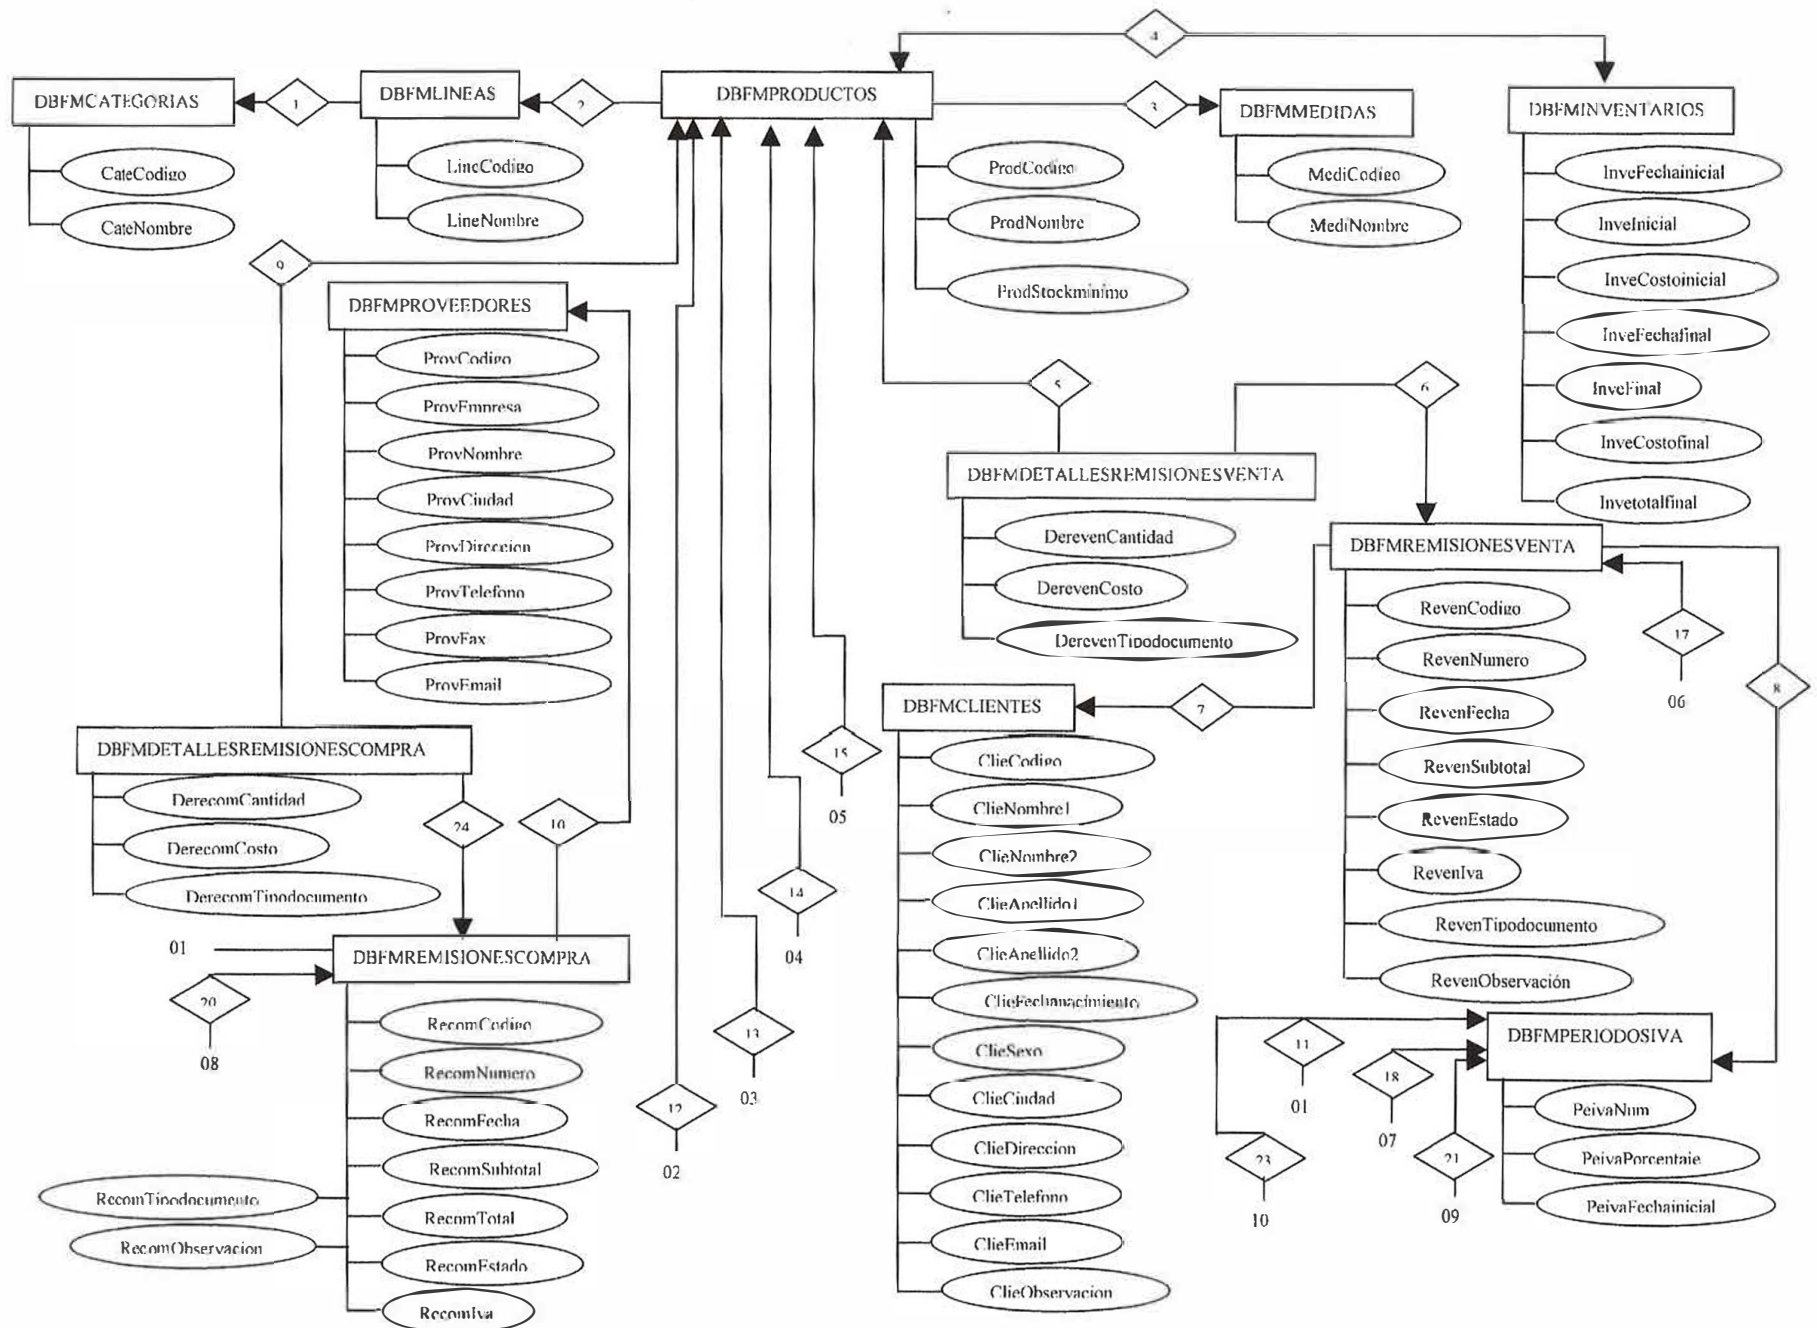 4
DBFMCATEGORIAS
1
DBFMLINEAS
2
DBFMPRODUCTOS
3
DBFMMEDIDAS
DBFMINVENTARIOS
CateCodigo
CateNombre
LineCodigo
LineNombre
ProdCodigo
ProdNombre
ProdStockminimo
MediCodigo
MediNombre
InveFechainicial
InveInicial
InveCostoinicial
InveFechafinal
InveFinal
InveCostofinal
Invetotalfinal
9
DBFMPROVEEDORES
ProvCodigo
ProvEmpresa
ProvNombre
ProvCiudad
ProvDireccion
ProvTelefono
ProvFax
ProvEmail
5
6
DBFMDETALLESREMISIONESVENTA
DerevenCantidad
DerevenCosto
DerevenTipodocumento
DBFMREMISIONESVENTA
RevenCodigo
RevenNumero
RevenFecha
RevenSubtotal
RevenEstado
RevenIva
RevenTipodocumento
RevenObservación
17
06
8
DBFMCLIENTES
7
ClieCodigo
ClieNombre1
ClieNombre2
ClieApellido1
ClieApellido2
ClieFechanacimiento
ClieSexo
ClieCiudad
ClieDireccion
ClieTelefono
ClieEmail
ClieObservacion
DBFMDETALLESREMISIONESCOMPRA
DerecomCantidad
DerecomCosto
DerecomTipodocumento
24
10
15
05
14
04
13
03
12
02
01
DBFMREMISIONESCOMPRA
20
08
RecomCodigo
RecomNumero
RecomFecha
RecomSubtotal
RecomTipodocumento
RecomTotal
RecomObservacion
RecomEstado
RecomIva
DBFMPERIODOSIVA
11
01
18
07
23
10
21
09
PeivaNum
PeivaPorcentaje
PeivaFechainicial